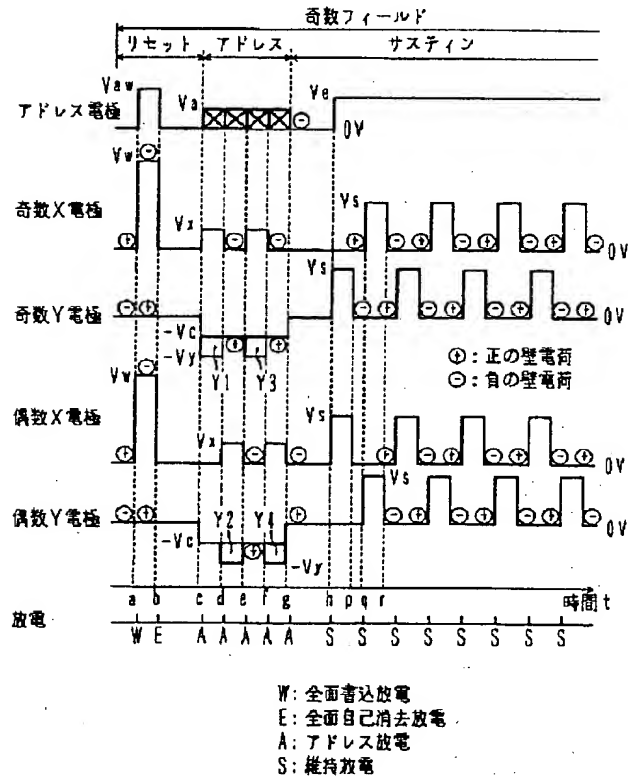 奇数フィールド
リセット アドレス サスティン
Vaw Va Ve
アドレス電極 ⊖ ⊖ 0V
Vw
奇数X電極 Vx Vs
⊕ ⊖ ⊖ ⊕ ⊖ ⊖ ⊕ ⊖ ⊕ ⊖ ⊕ ⊖ 0V
Vs
奇数Y電極 ⊖ ⊕ ⊖ ⊕ ⊖ ⊕ ⊖ ⊕ ⊖ ⊕ 0V
-Vc ⊕ ⊕
-Vy Y1 Y3
⊕:正の壁電荷
⊖:負の壁電荷
Vw ⊖
偶数X電極 Vx Vs
⊕ ⊖ ⊖ ⊕ ⊖ ⊕ ⊖ ⊕ ⊖ ⊕ ⊖ 0V
Vs
偶数Y電極 ⊖ ⊕ ⊕ ⊖ ⊖ ⊕ ⊖ ⊕ ⊖ ⊕ ⊖ 0V
-Vc Y2 ⊕ Y4
-Vy
a b c d e f g h p q r 時間t
放電
W E A A A A A S S S S S S S S
W:全面書込放電
E:全面自己消去放電
A:アドレス放電
S:維持放電